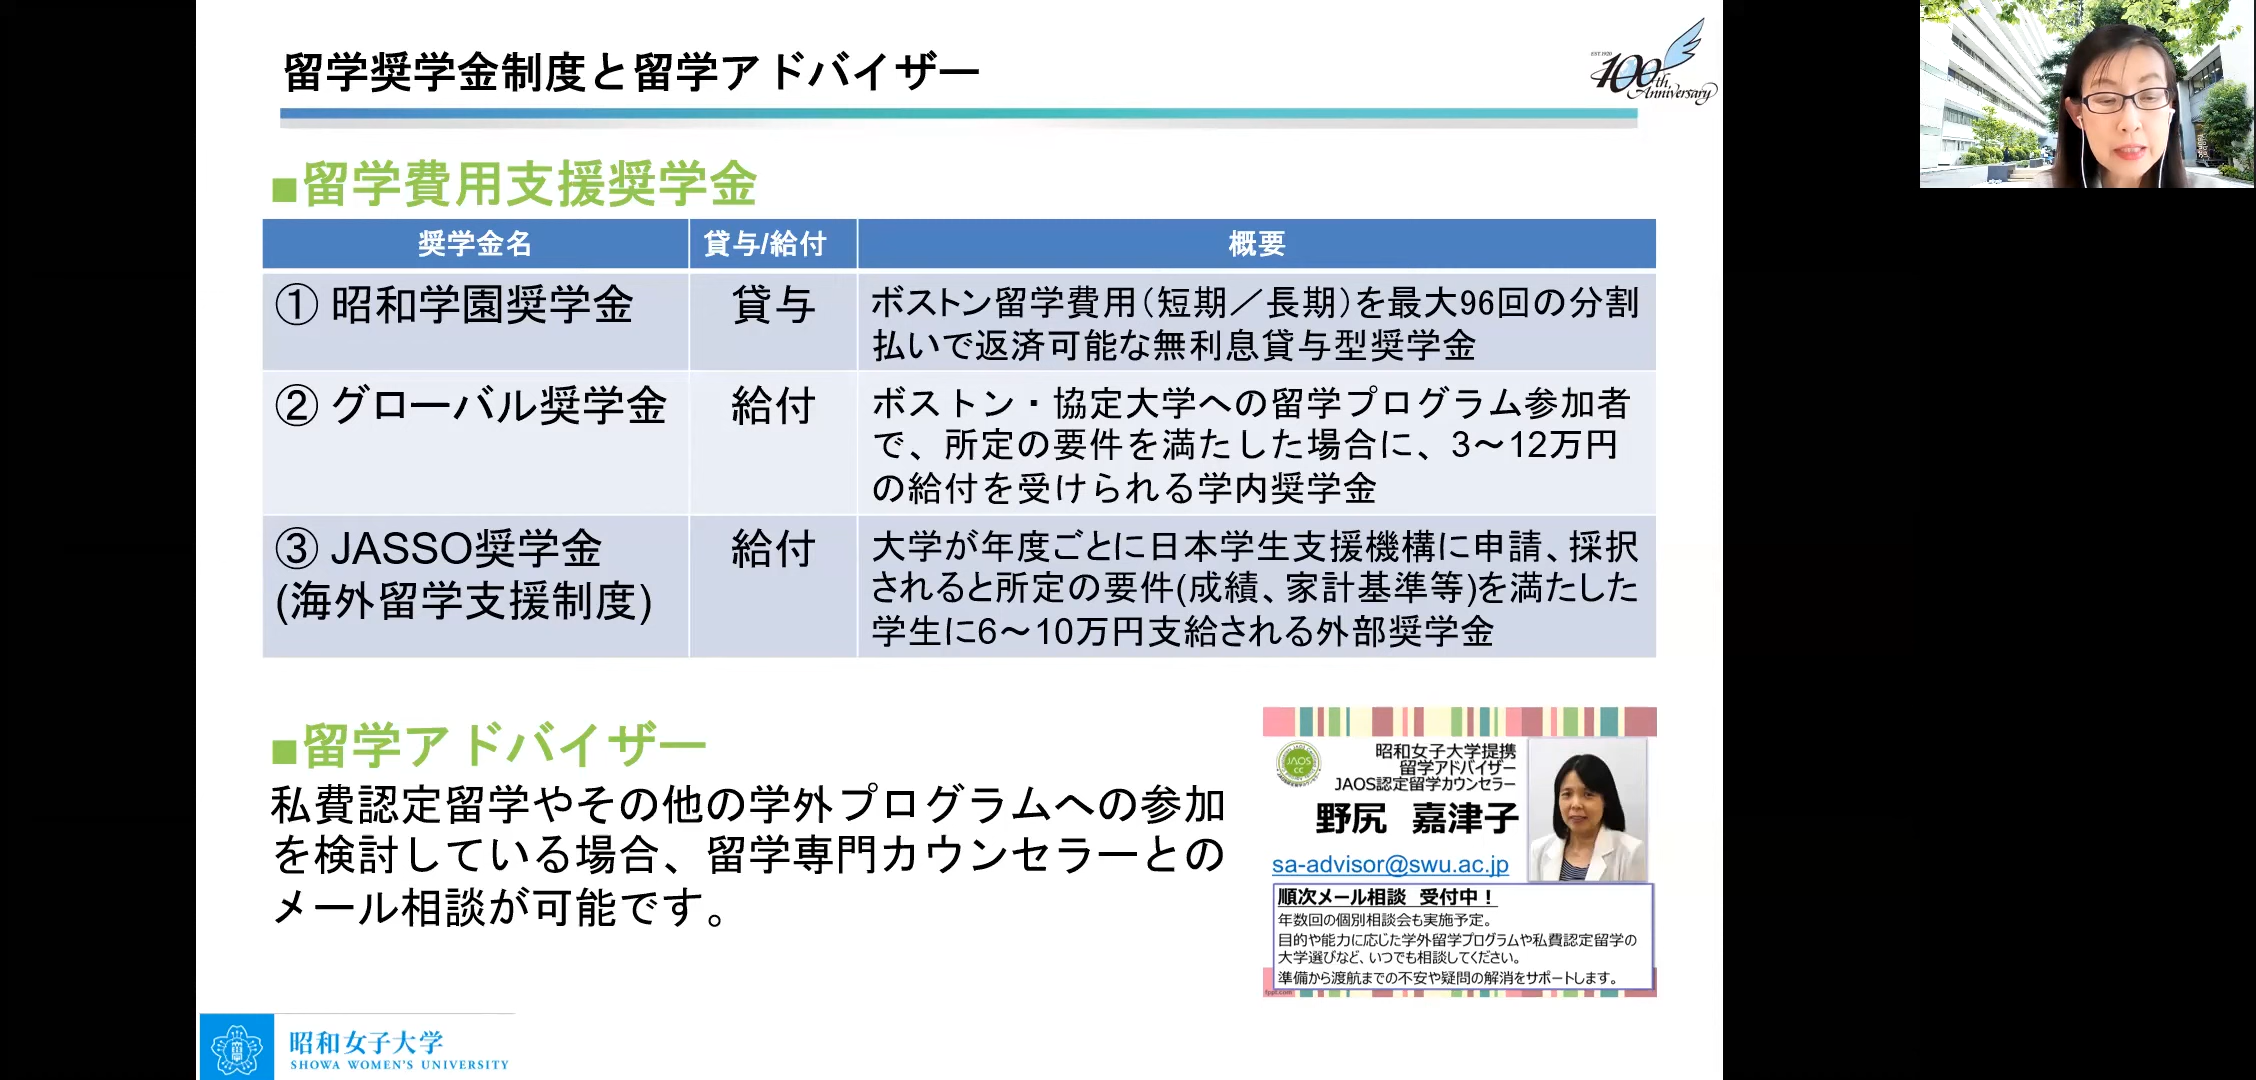 留学奨学金制度と留学アドバイザー
EST.1920
100th
Anniversary
■留学費用支援奨学金
奨学金名 貸与/給付 概要
① 昭和学園奨学金 貸与 ボストン留学費用(短期/長期)を最大96回の分割
払いで返済可能な無利息貸与型奨学金
② グローバル奨学金 給付 ボストン・協定大学への留学プログラム参加者
で、所定の要件を満たした場合に、3～12万円
の給付を受けられる学内奨学金
③ JASSO奨学金 給付 大学が年度ごとに日本学生支援機構に申請、採択
(海外留学支援制度) されると所定の要件(成績、家計基準等)を満たした
学生に6～10万円支給される外部奨学金
■留学アドバイザー
私費認定留学やその他の学外プログラムへの参加
を検討している場合、留学専門カウンセラーとの
メール相談が可能です。
JAOS
CC
昭和女子大学提携
留学アドバイザー
JAOS認定留学カウンセラー
野尻 嘉津子
sa-advisor@swu.ac.jp
順次メール相談 受付中！
年数回の個別相談会も実施予定。
目的や能力に応じた学外留学プログラムや私費認定留学の
大学選びなど、いつでも相談してください。
準備から渡航までの不安や疑問の解消をサポートします。
fppt.com
昭和女子大学
SHOWA WOMEN'S UNIVERSITY